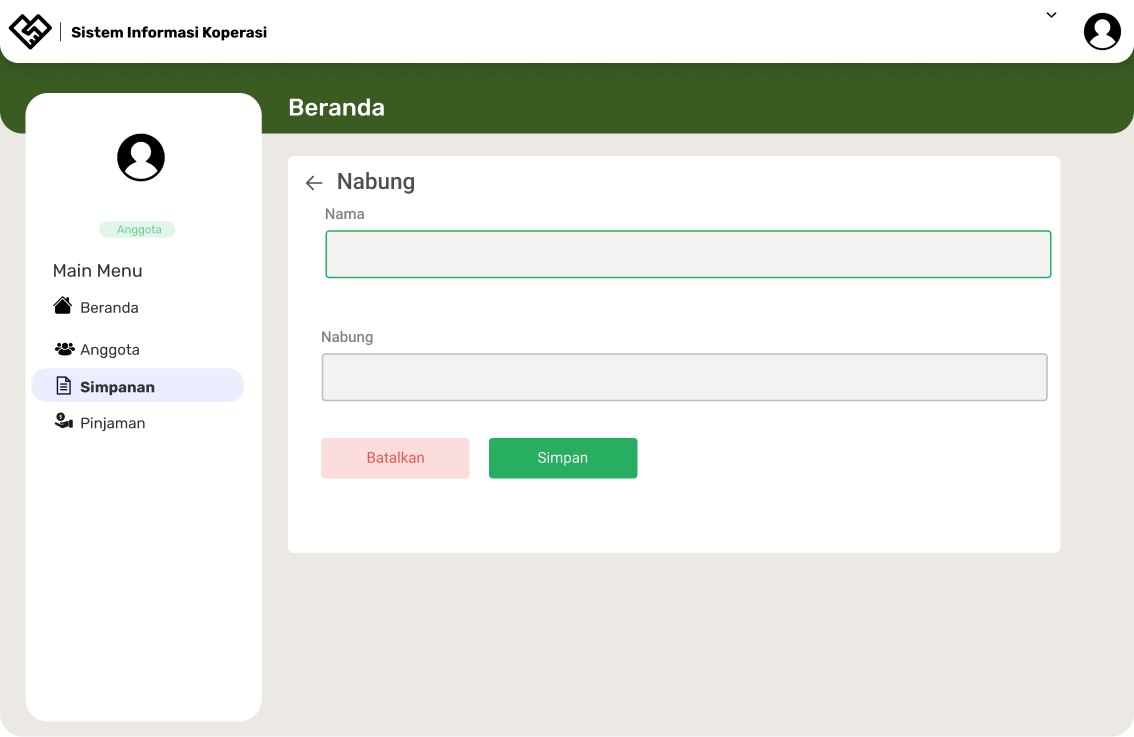 Sistem Informasi Koperasi
Beranda
Anggota
Main Menu
Beranda
Anggota
Simpanan
Pinjaman
Nabung
Nama
Nabung
Batalkan
Simpan